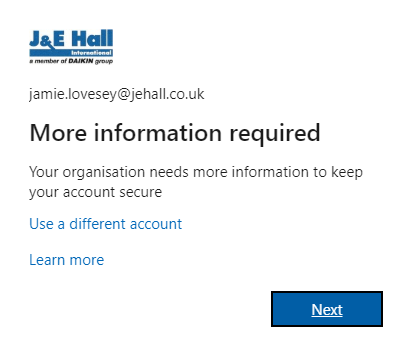 J&E Hall
International
a member of DAIKIN group
jamie.lovesey@jehall.co.uk
More information required
Your organisation needs more information to keep
your account secure
Use a different account
Learn more
Next